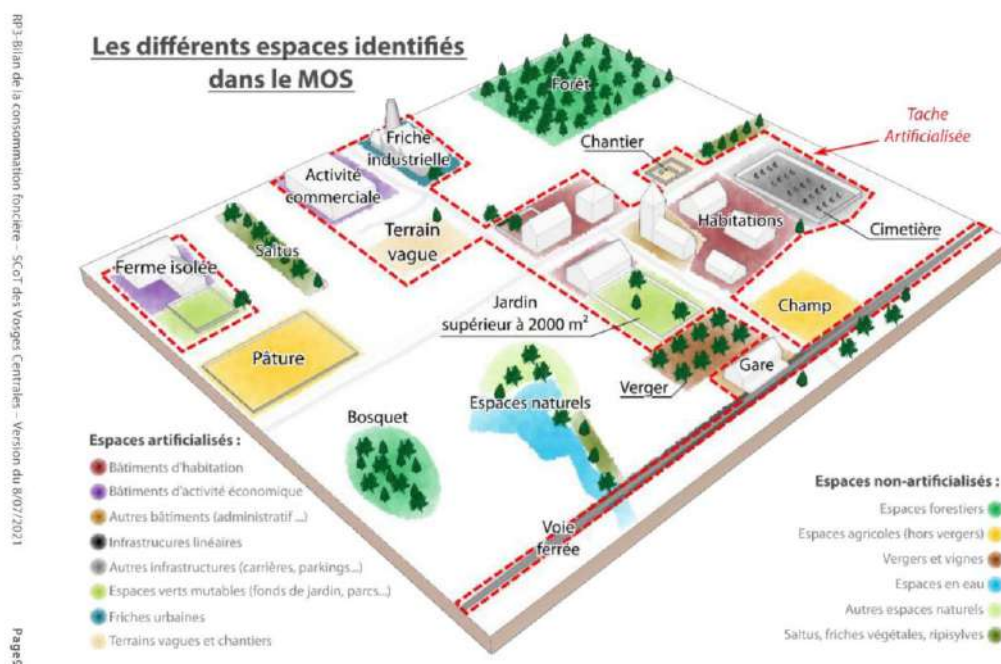 RP3-Bilan de la consommation foncière – SCoT des Vosges Centrales – Version du 8/07/2021
Page9
Les différents espaces identifiés
dans le MOS
Forêt
Tache
Artificialisée
Chantier
Friche
industrielle
Activité
commerciale
Habitations
Cimetière
Terrain
vague
Saltus
Ferme isolée
Jardin
supérieur à 2000 m²
Champ
Pâture
Gare
Verger
Espaces naturels
Bosquet
Voie
ferrée
Espaces artificialisés :
Bâtiments d'habitation
Bâtiments d'activité économique
Autres bâtiments (administratif ...)
Infrastrucures linéaires
Autres infrastructures (carrières, parkings...)
Espaces verts mutables (fonds de jardin, parcs...)
Friches urbaines
Terrains vagues et chantiers
Espaces non-artificialisés :
Espaces forestiers
Espaces agricoles (hors vergers)
Vergers et vignes
Espaces en eau
Autres espaces naturels
Saltus, friches végétales, ripisylves